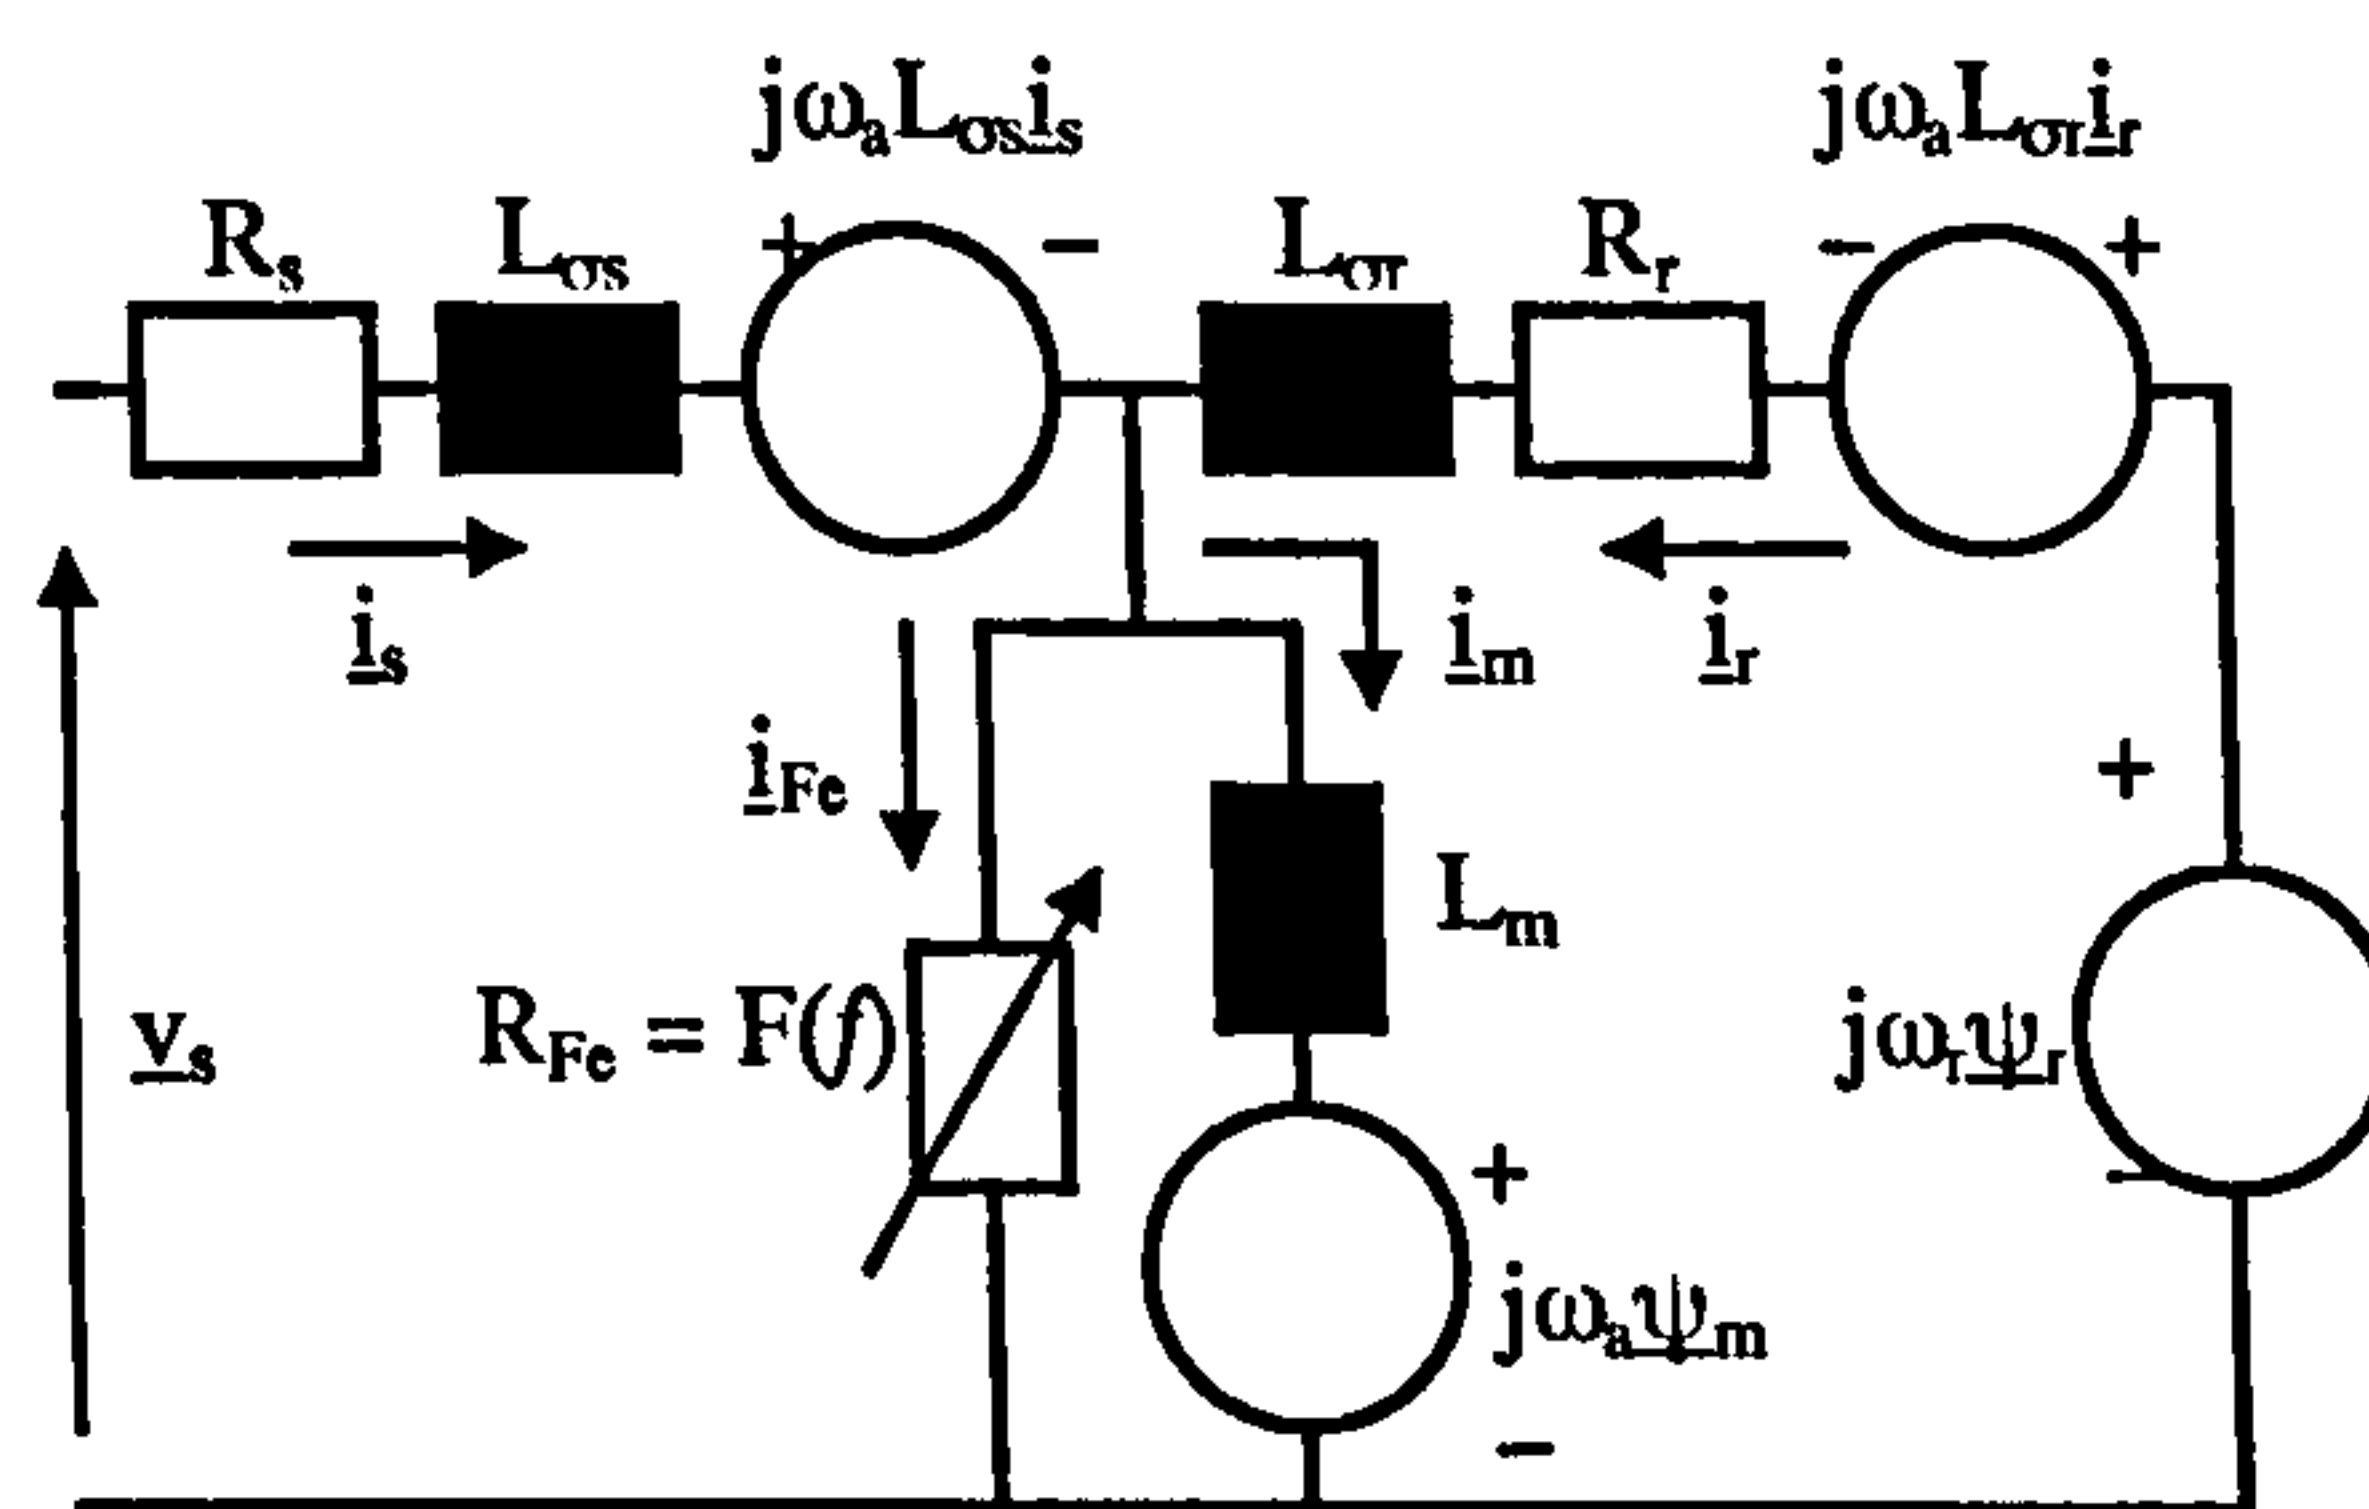 jωaLσsis
jωaLσrir
Rs
Lσs
+
−
Lσr
Rr
−
+
is
im
ir
iFe
+
Lm
vs
RFe = F(f)
jωrψr
+
−
jωaψm
−